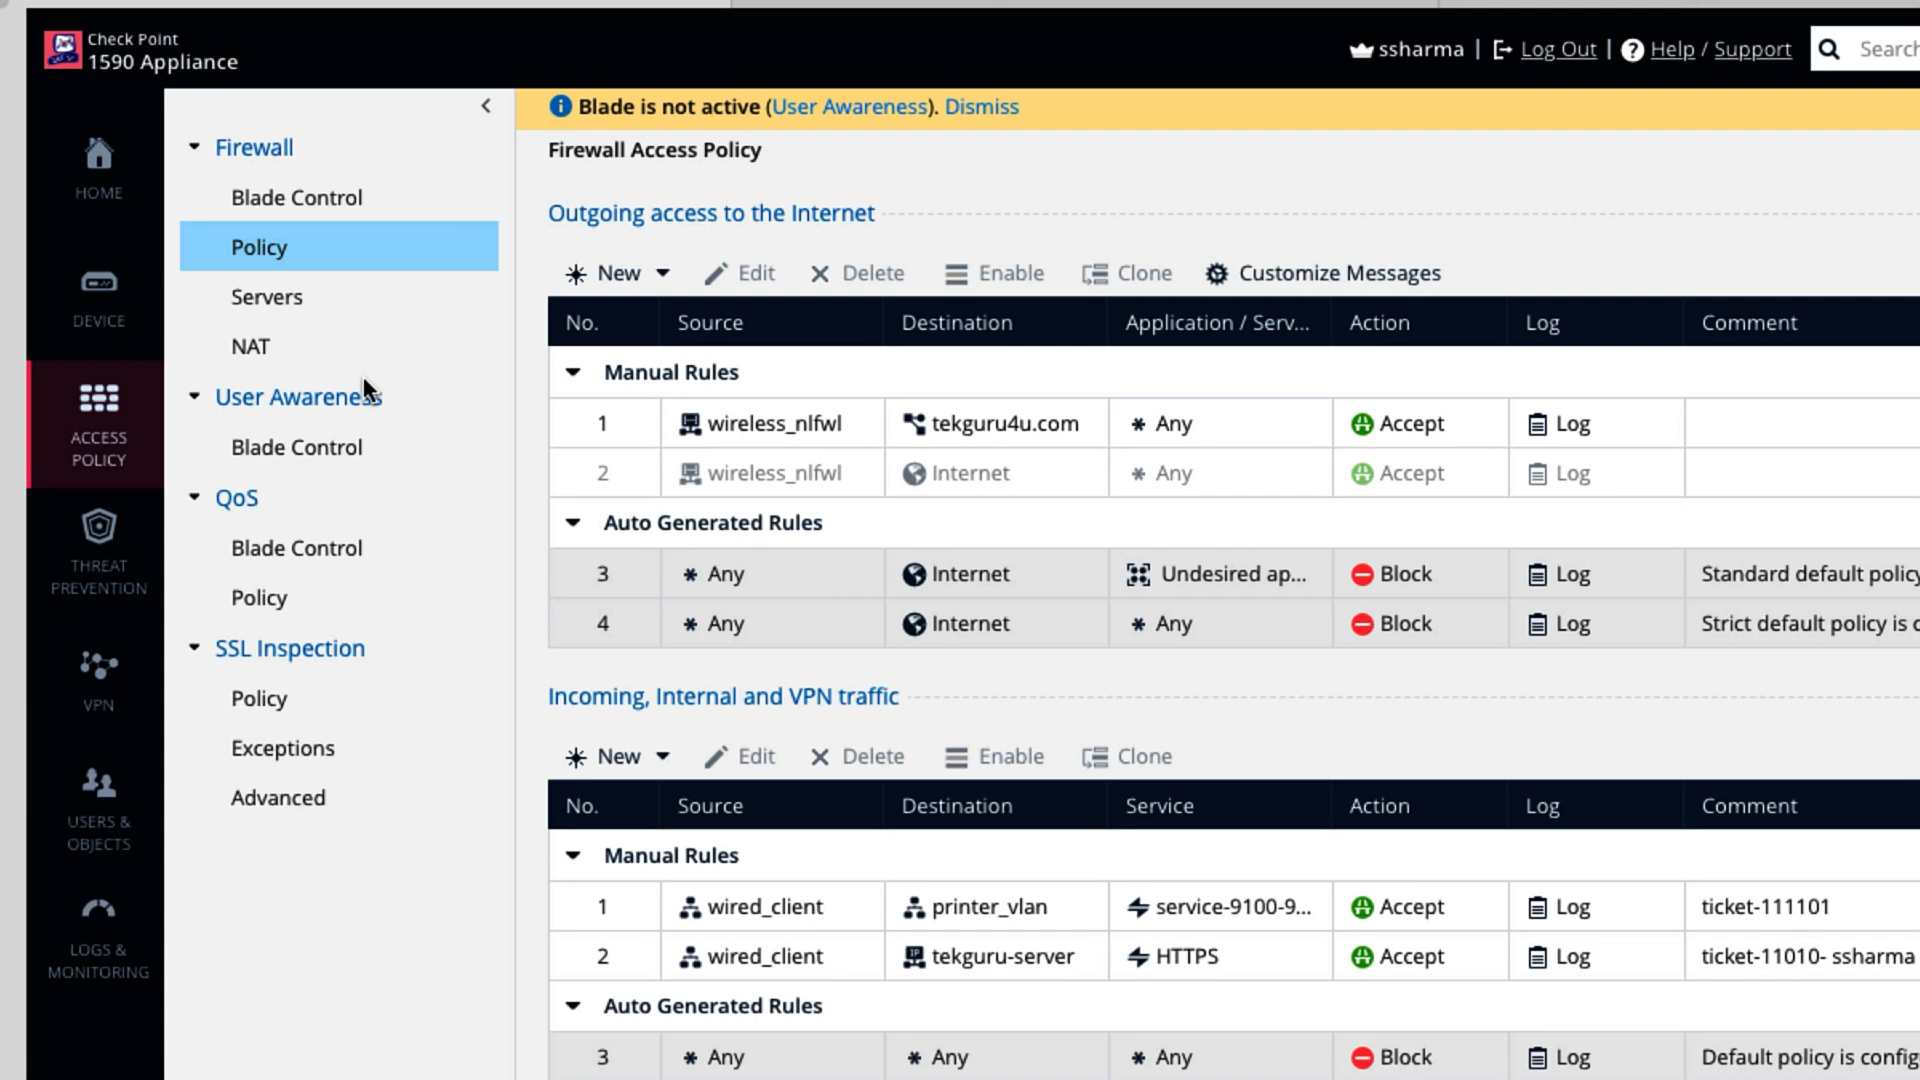 Check Point
1590 Appliance
ssharma | Log Out | Help / Support
Search
HOME
DEVICE
ACCESS
POLICY
THREAT
PREVENTION
VPN
USERS &
OBJECTS
LOGS &
MONITORING
Firewall
Blade Control
Policy
Servers
NAT
User Awareness
Blade Control
QoS
Blade Control
Policy
SSL Inspection
Policy
Exceptions
Advanced
Blade is not active (User Awareness). Dismiss
Firewall Access Policy
Outgoing access to the Internet
New Edit Delete Enable Clone Customize Messages
No. Source Destination Application / Serv... Action Log Comment
Manual Rules
1 wireless_nlfwl tekguru4u.com * Any Accept Log
2 wireless_nlfwl Internet * Any Accept Log
Auto Generated Rules
3 * Any Internet Undesired ap... Block Log Standard default policy
4 * Any Internet * Any Block Log Strict default policy is
Incoming, Internal and VPN traffic
New Edit Delete Enable Clone
No. Source Destination Service Action Log Comment
Manual Rules
1 wired_client printer_vlan service-9100-9... Accept Log ticket-111101
2 wired_client tekguru-server HTTPS Accept Log ticket-11010- ssharma
Auto Generated Rules
3 * Any * Any * Any Block Log Default policy is config